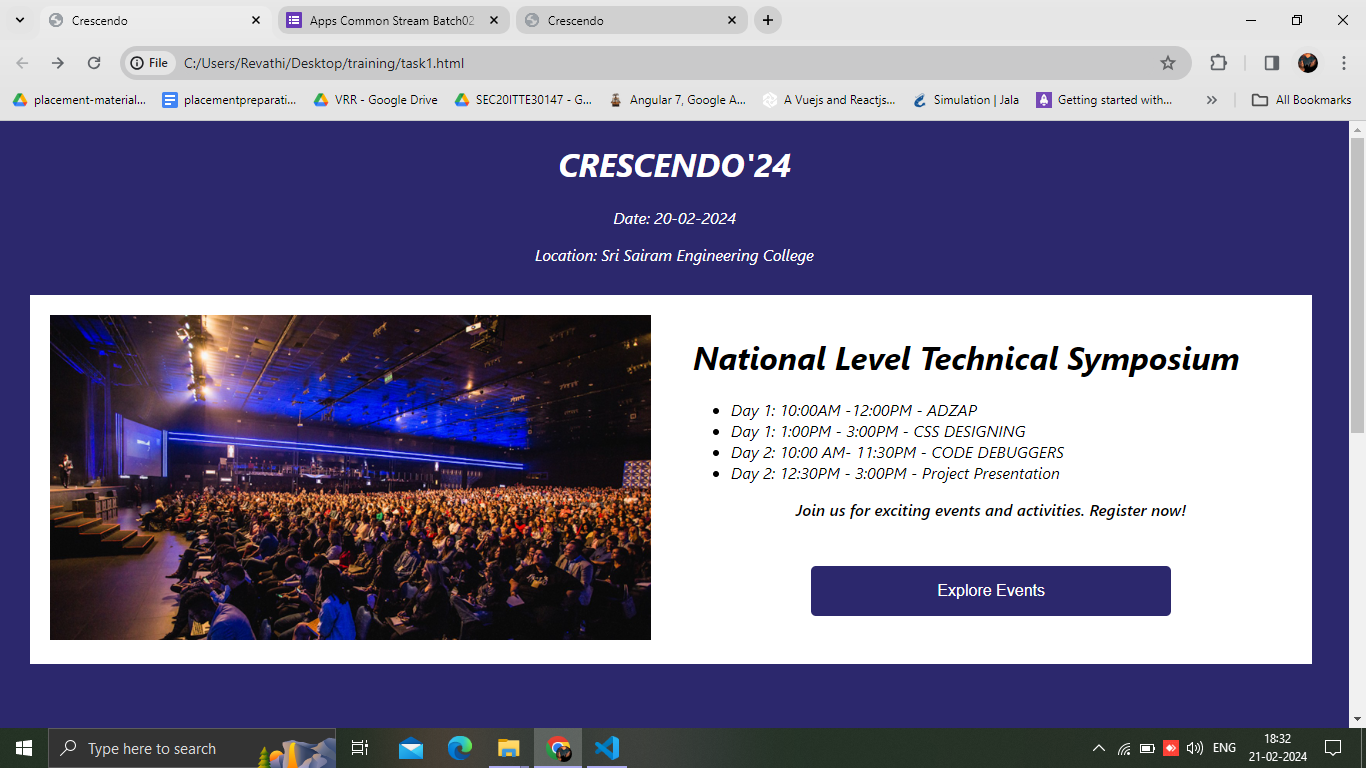 Crescendo
Apps Common Stream Batch02
Crescendo
File C:/Users/Revathi/Desktop/training/task1.html
placement-material... placementpreparati... VRR - Google Drive SEC20ITTE30147 - G... Angular 7, Google A... A Vuejs and Reactjs... Simulation | Jala Getting started with... All Bookmarks
CRESCENDO'24
Date: 20-02-2024
Location: Sri Sairam Engineering College
National Level Technical Symposium
Day 1: 10:00AM -12:00PM - ADZAP
Day 1: 1:00PM - 3:00PM - CSS DESIGNING
Day 2: 10:00 AM- 11:30PM - CODE DEBUGGERS
Day 2: 12:30PM - 3:00PM - Project Presentation
Join us for exciting events and activities. Register now!
Explore Events
Type here to search
ENG
18:32
21-02-2024